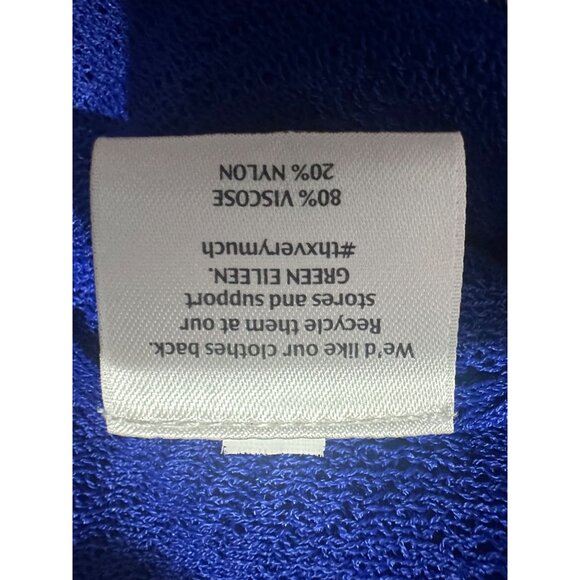 We'd like our clothes back.
Recycle them at our
stores and support
GREEN EILEEN.
#thxverymuch
80% VISCOSE
20% NYLON